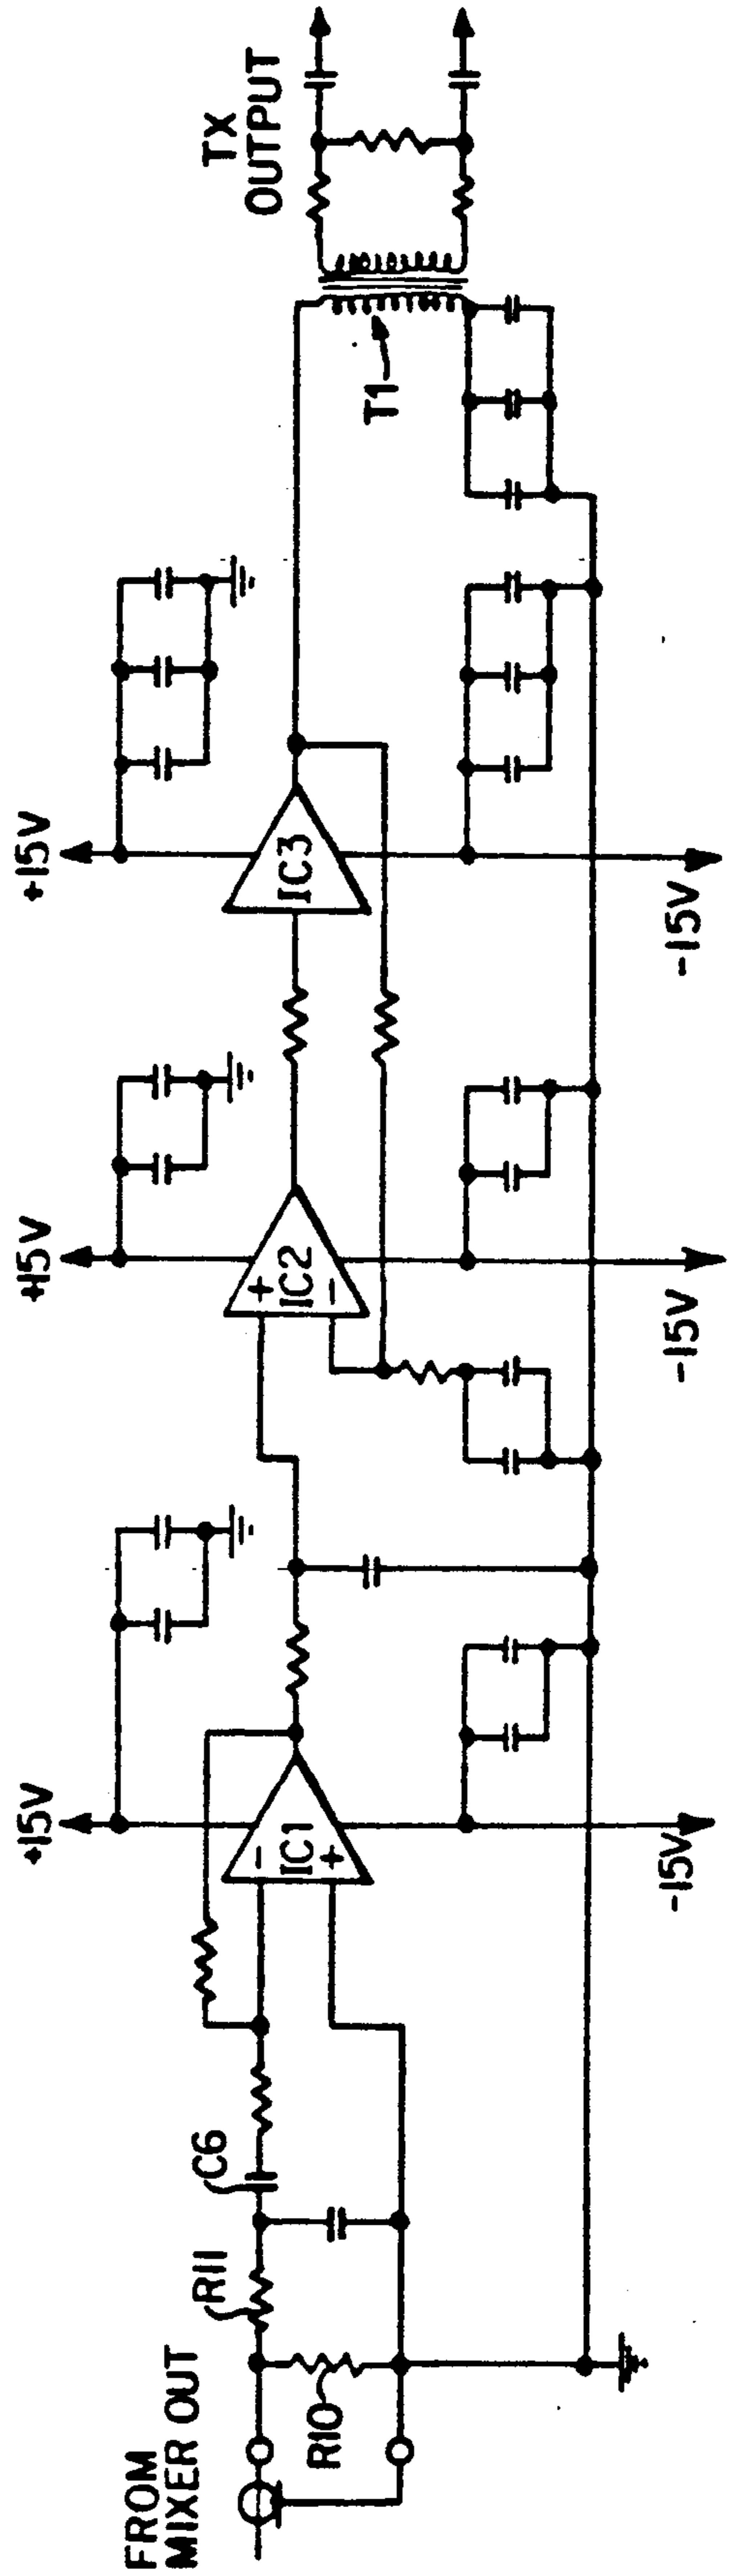 FROM
MIXER OUT
R10
R11
C6
-
IC1
+
+15V
-15V
+
IC2
-
+15V
-15V
IC3
+15V
-15V
T1
TX
OUTPUT